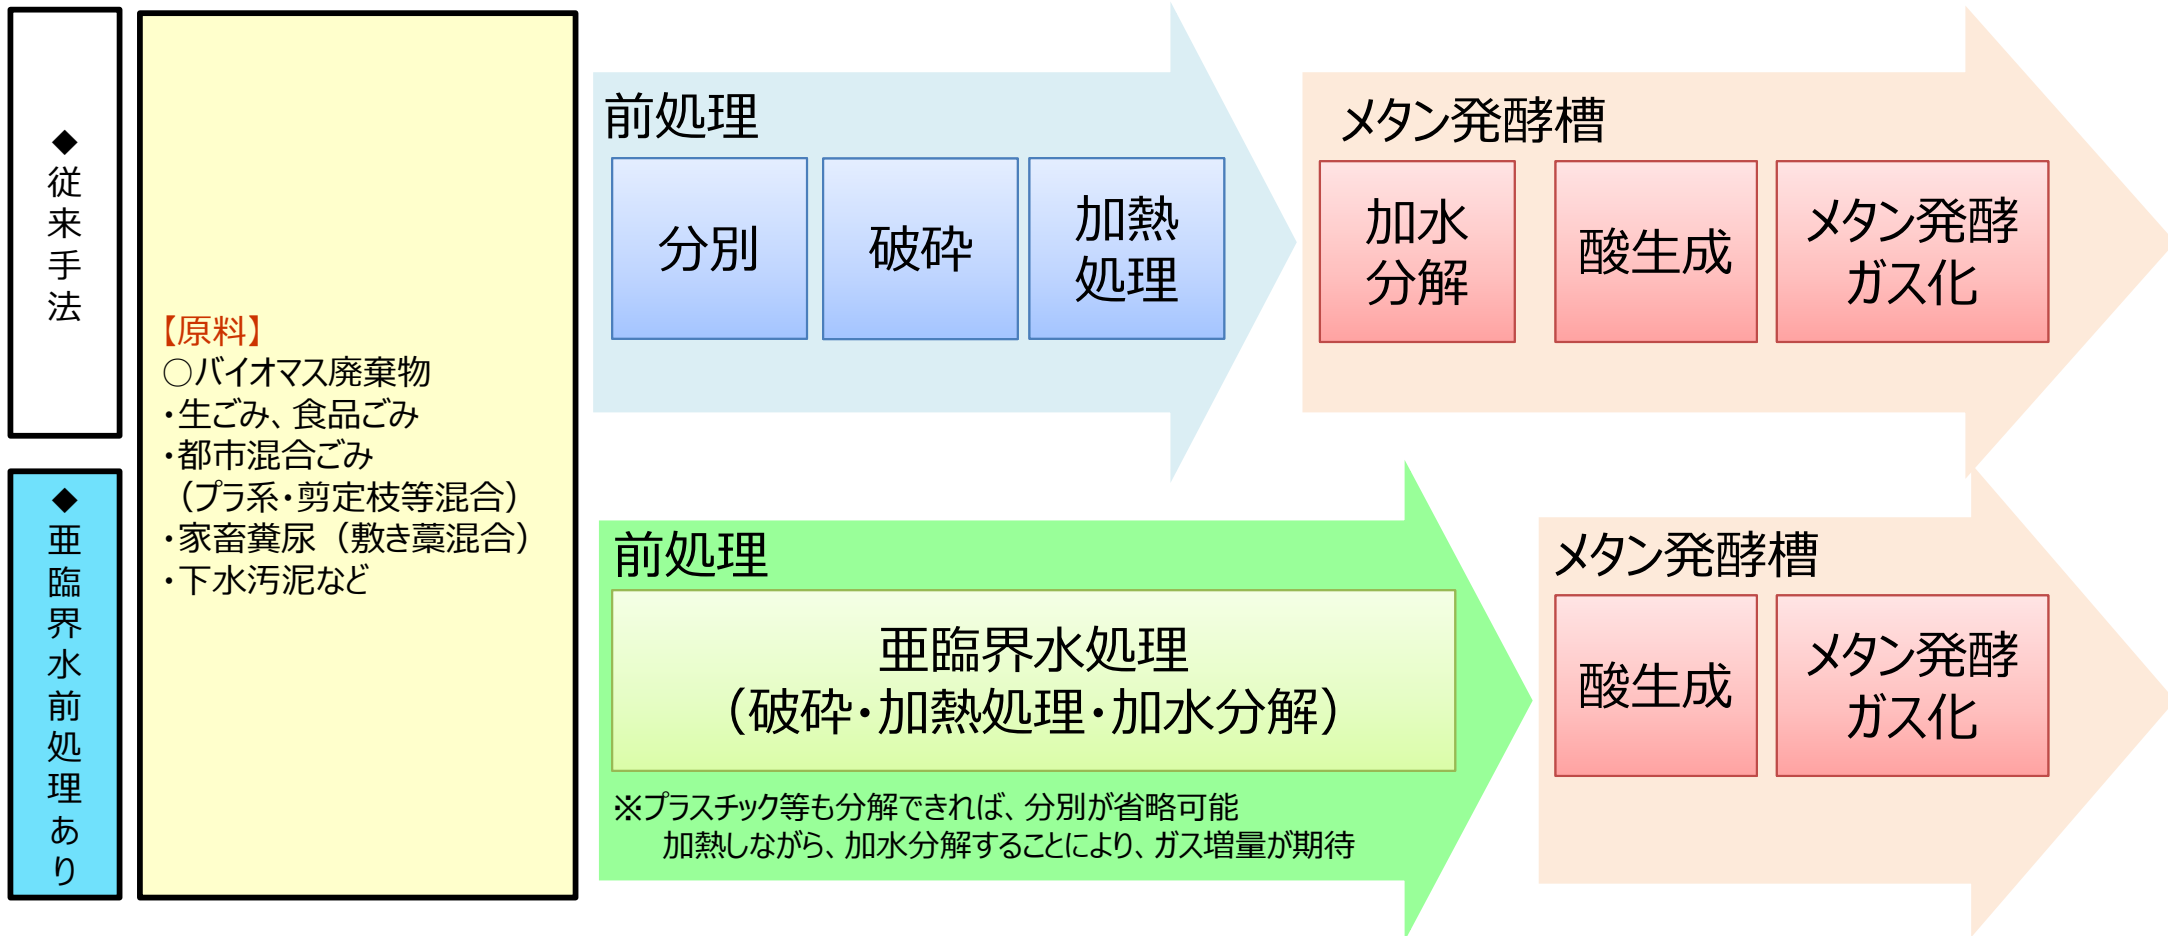 ◆従来手法
【原料】
○バイオマス廃棄物
・生ごみ、食品ごみ
・都市混合ごみ
（プラ系・剪定枝等混合）
・家畜糞尿（敷き藁混合）
・下水汚泥など
前処理
分別
破砕
加熱
処理
メタン発酵槽
加水
分解
酸生成
メタン発酵
ガス化
◆亜臨界水前処理あり
前処理
亜臨界水処理
（破砕・加熱処理・加水分解）
※プラスチック等も分解できれば、分別が省略可能
加熱しながら、加水分解することにより、ガス増量が期待
メタン発酵槽
酸生成
メタン発酵
ガス化